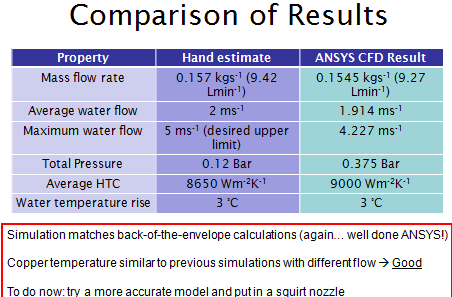 Comparison of Results
Property Hand estimate ANSYS CFD Result
Mass flow rate 0.157 kgs⁻¹ (9.42 0.1545 kgs⁻¹ (9.27
Lmin⁻¹) Lmin⁻¹)
Average water flow 2 ms⁻¹ 1.914 ms⁻¹
Maximum water flow 5 ms⁻¹ (desired upper 4.227 ms⁻¹
limit)
Total Pressure 0.12 Bar 0.375 Bar
Average HTC 8650 Wm⁻²K⁻¹ 9000 Wm⁻²K⁻¹
Water temperature rise 3 °C 3 °C
Simulation matches back-of-the-envelope calculations (again... well done ANSYS!)
Copper temperature similar to previous simulations with different flow → Good
To do now: try a more accurate model and put in a squirt nozzle